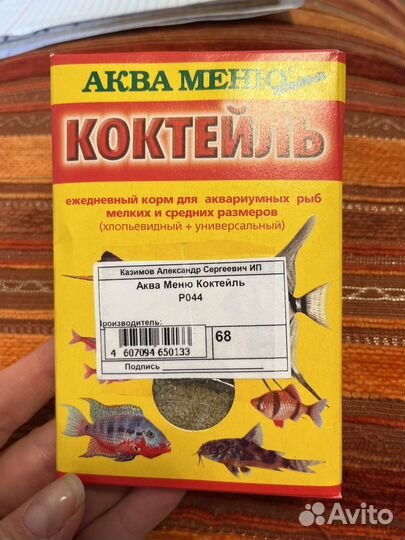 АКВА МЕНЮ
КОКТЕЙЛЬ
ежедневный корм для аквариумных рыб
мелких и средних размеров
(хлопьевидный + универсальный)
Казимов Александр Сергеевич ИП
Аква Меню Коктейль
P044
Производитель:
4 607094 650133
68
Подпись
Avito